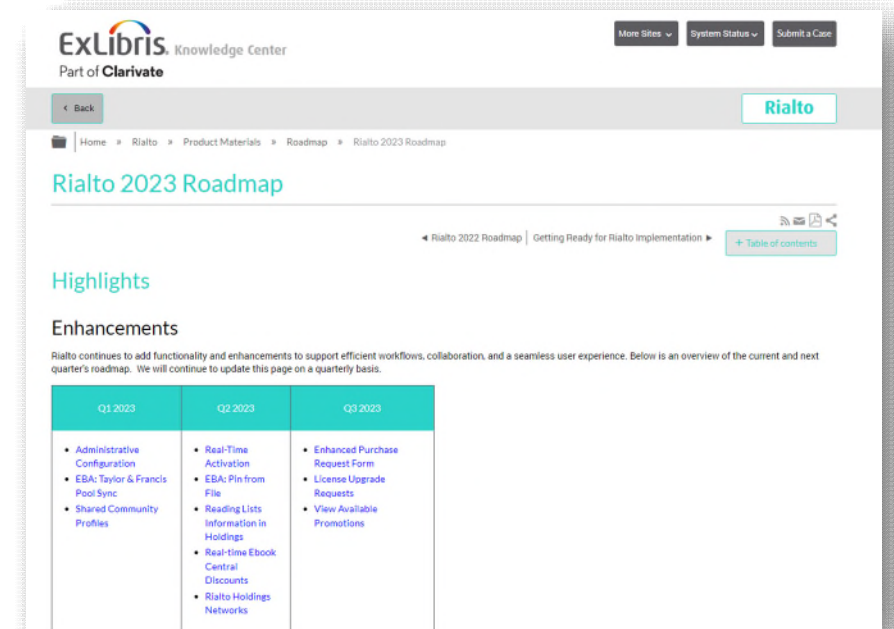 ExLibris. Knowledge Center
More Sites System Status Submit a Case
Part of Clarivate
Back
Rialto
Home » Rialto » Product Materials » Roadmap » Rialto 2023 Roadmap
Rialto 2023 Roadmap
◄ Rialto 2022 Roadmap | Getting Ready for Rialto Implementation ►
+ Table of contents
Highlights
Enhancements
Rialto continues to add functionality and enhancements to support efficient workflows, collaboration, and a seamless user experience. Below is an overview of the current and next
quarter's roadmap. We will continue to update this page on a quarterly basis.
Q1 2023
• Administrative
Configuration
• EBA: Taylor & Francis
Pool Sync
• Shared Community
Profiles
Q2 2023
• Real-Time
Activation
• EBA: Pin from
File
• Reading Lists
Information in
Holdings
• Real-time Ebook
Central
Discounts
• Rialto Holdings
Networks
Q3 2023
• Enhanced Purchase
Request Form
• License Upgrade
Requests
• View Available
Promotions